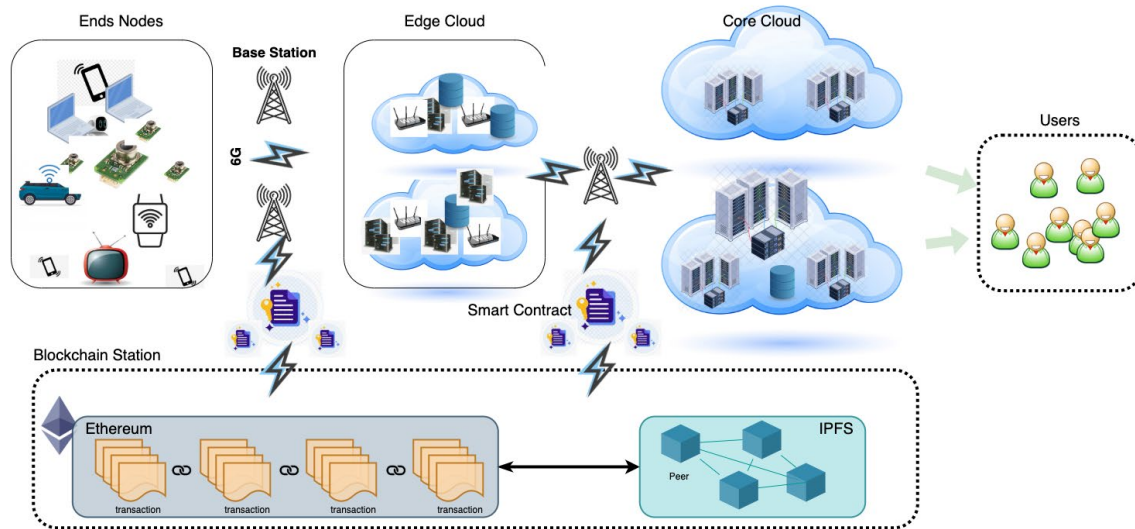 Ends Nodes
Edge Cloud
Core Cloud
Base Station
6G
Users
Smart Contract
Blockchain Station
Ethereum
IPFS
Peer
transaction
transaction
transaction
transaction